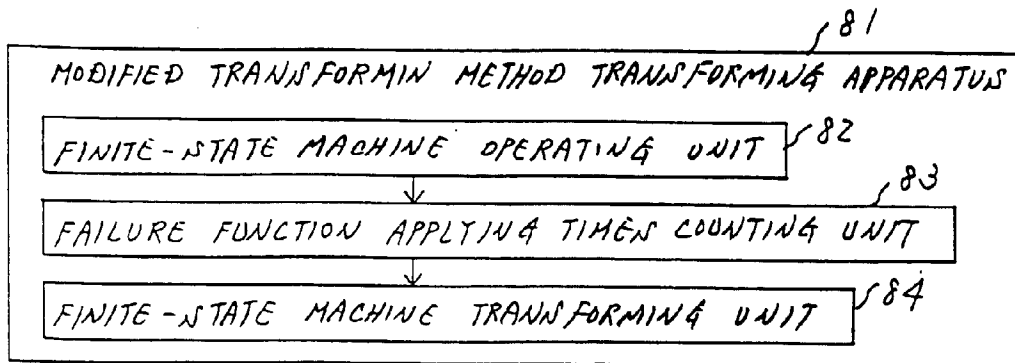 81
MODIFIED TRANSFORMIN METHOD TRANSFORMING APPARATUS
82
FINITE-STATE MACHINE OPERATING UNIT
83
FAILURE FUNCTION APPLYING TIMES COUNTING UNIT
84
FINITE-STATE MACHINE TRANSFORMING UNIT